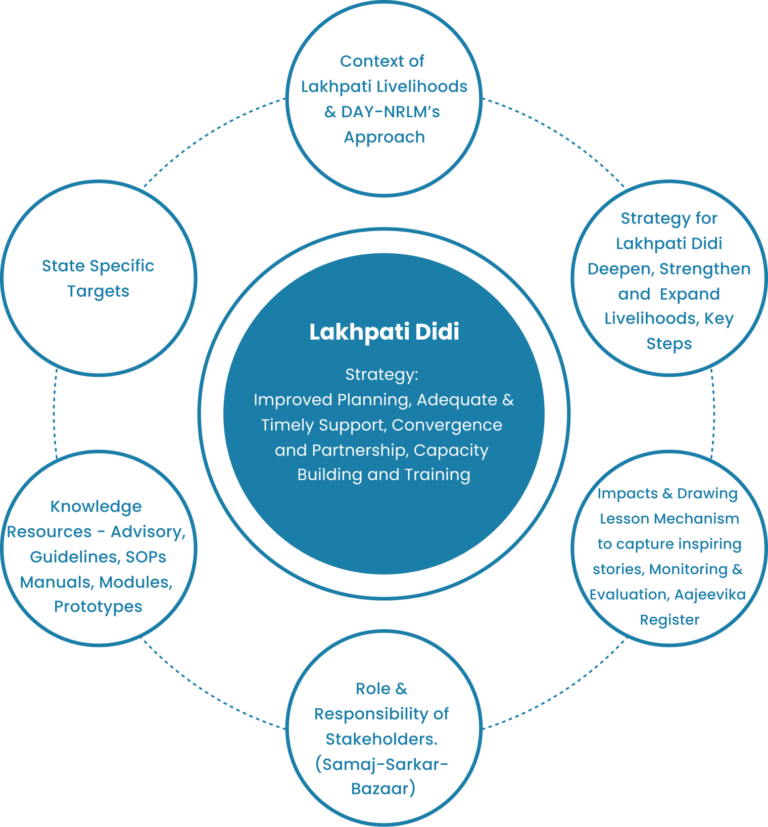 Context of
Lakhpati Livelihoods
& DAY-NRLM’s
Approach
Strategy for
Lakhpati Didi
Deepen, Strengthen
and Expand
Livelihoods, Key
Steps
State Specific
Targets
Lakhpati Didi
Strategy:
Improved Planning, Adequate &
Timely Support, Convergence
and Partnership, Capacity
Building and Training
Impacts & Drawing
Lesson Mechanism
to capture inspiring
stories, Monitoring &
Evaluation, Aajeevika
Register
Knowledge
Resources - Advisory,
Guidelines, SOPs
Manuals, Modules,
Prototypes
Role &
Responsibility of
Stakeholders.
(Samaj-Sarkar-
Bazaar)